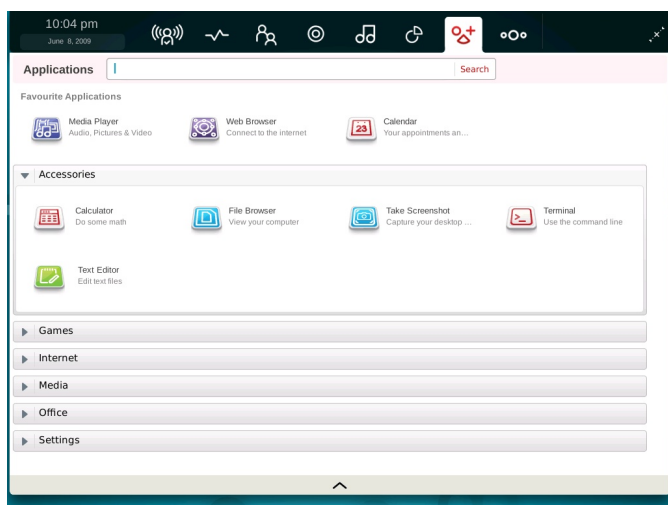 10:04 pm
June 8, 2009
Applications
Search
Favourite Applications
Media Player
Audio, Pictures & Video
Web Browser
Connect to the internet
23
Calendar
Your appointments an...
Accessories
Calculator
Do some math
File Browser
View your computer
Take Screenshot
Capture your desktop ...
Terminal
Use the command line
Text Editor
Edit text files
Games
Internet
Media
Office
Settings